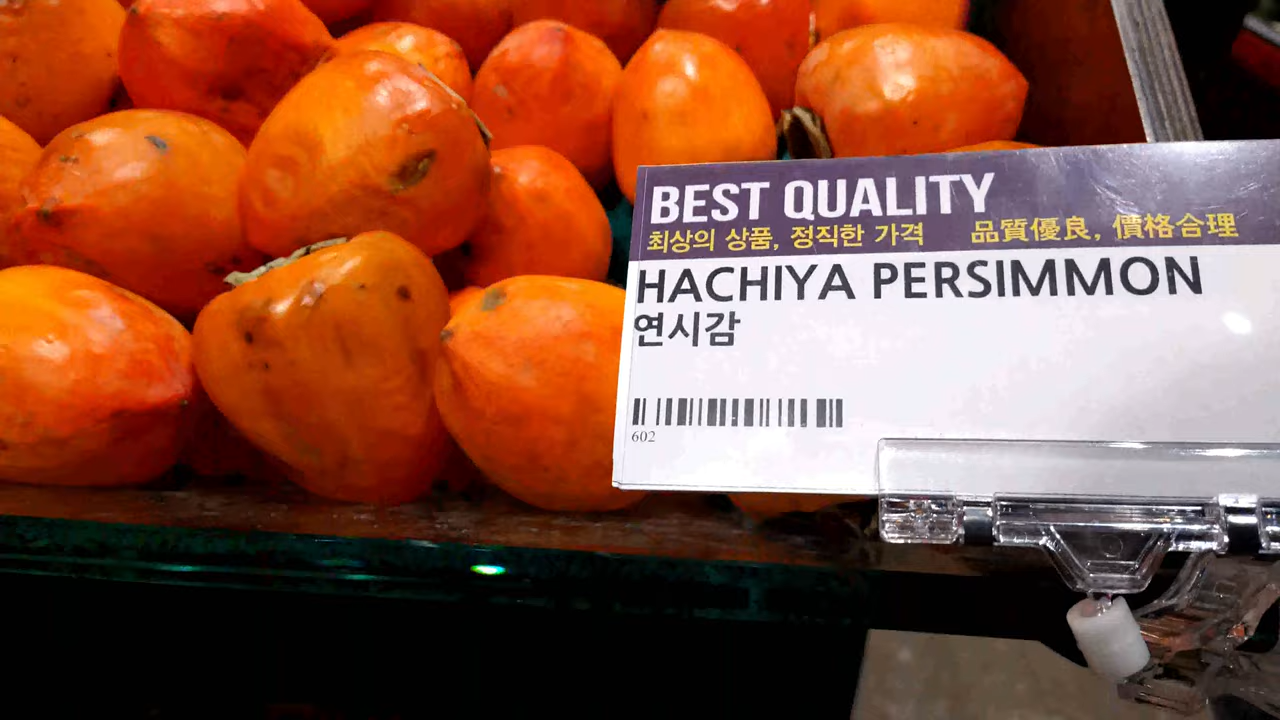 BEST QUALITY
최상의 상품, 정직한 가격 品質優良, 價格合理
HACHIYA PERSIMMON
연시감
602